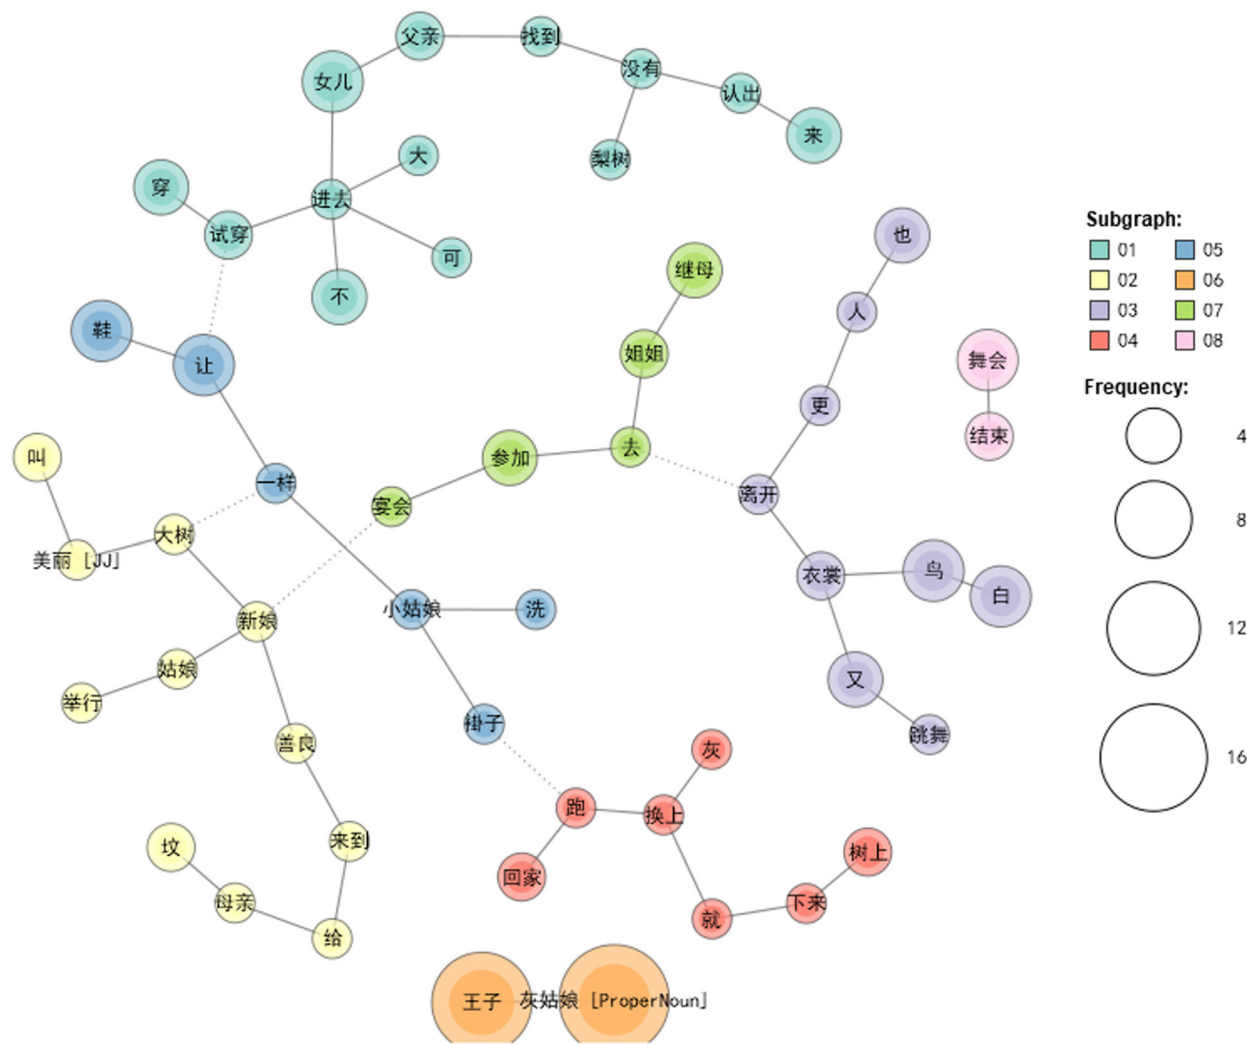 父亲
找到
没有
认出
来
女儿
梨树
大
穿
进去
试穿
可
不
也
继母
人
鞋
让
姐姐
舞会
更
结束
去
参加
叫
一样
离开
宴会
大树
美丽 [JJ]
鸟
衣裳
白
小姑娘
洗
新娘
姑娘
又
举行
褂子
跳舞
善良
灰
跑
换上
来到
坟
树上
回家
母亲
下来
就
给
王子
灰姑娘 [ProperNoun]
Subgraph:
01 05
02 06
03 07
04 08
Frequency:
4
8
12
16